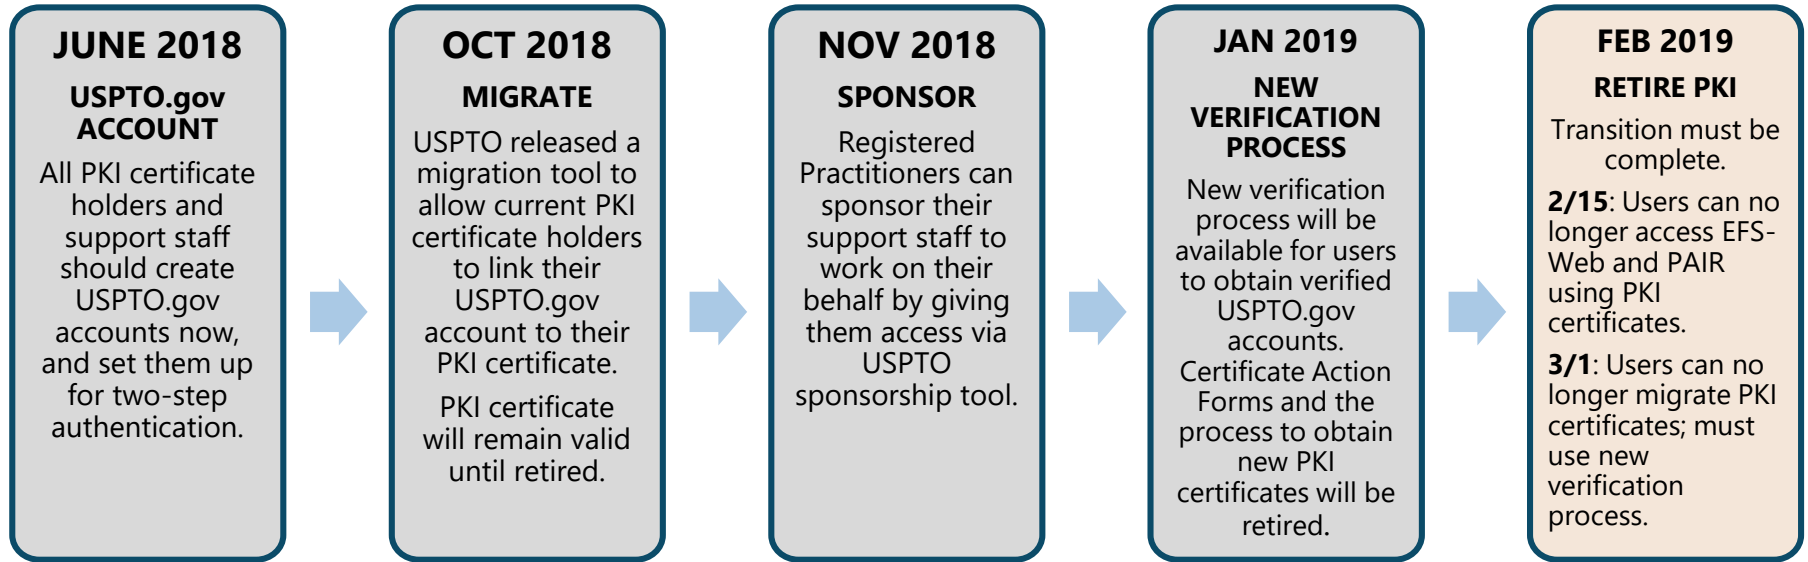 JUNE 2018
USPTO.gov
ACCOUNT
All PKI certificate
holders and
support staff
should create
USPTO.gov
accounts now,
and set them up
for two-step
authentication.
OCT 2018
MIGRATE
USPTO released a
migration tool to
allow current PKI
certificate holders
to link their
USPTO.gov
account to their
PKI certificate.
PKI certificate
will remain valid
until retired.
NOV 2018
SPONSOR
Registered
Practitioners can
sponsor their
support staff to
work on their
behalf by giving
them access via
USPTO
sponsorship tool.
JAN 2019
NEW
VERIFICATION
PROCESS
New verification
process will be
available for users
to obtain verified
USPTO.gov
accounts.
Certificate Action
Forms and the
process to obtain
new PKI
certificates will be
retired.
FEB 2019
RETIRE PKI
Transition must be
complete.
2/15: Users can no
longer access EFS-
Web and PAIR
using PKI
certificates.
3/1: Users can no
longer migrate PKI
certificates; must
use new
verification
process.